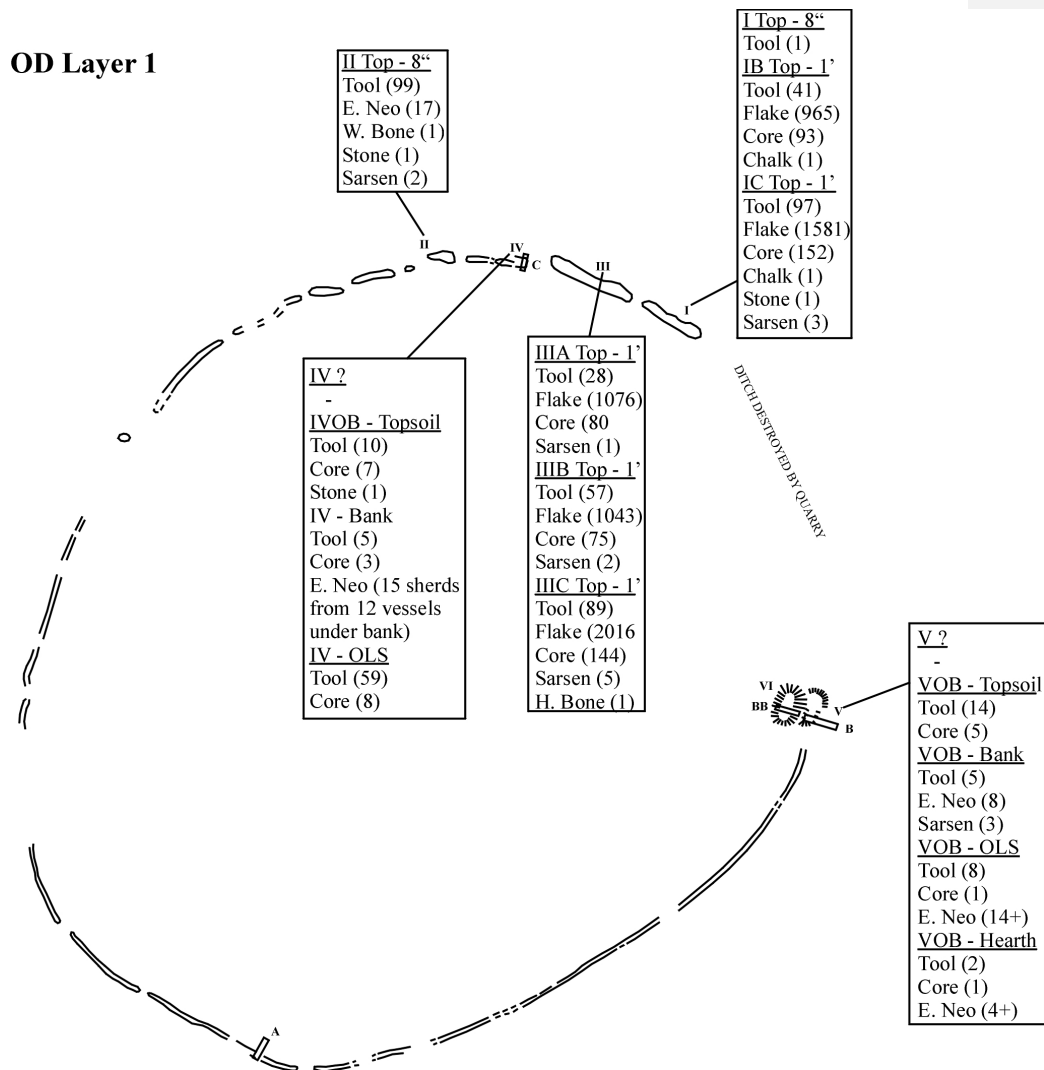 OD Layer 1
II Top - 8“
Tool (99)
E. Neo (17)
W. Bone (1)
Stone (1)
Sarsen (2)
I Top - 8“
Tool (1)
IB Top - 1’
Tool (41)
Flake (965)
Core (93)
Chalk (1)
IC Top - 1’
Tool (97)
Flake (1581)
Core (152)
Chalk (1)
Stone (1)
Sarsen (3)
II
IV
C
III
I
DITCH DESTROYED BY QUARRY
IV ?
-
IVOB - Topsoil
Tool (10)
Core (7)
Stone (1)
IV - Bank
Tool (5)
Core (3)
E. Neo (15 sherds
from 12 vessels
under bank)
IV - OLS
Tool (59)
Core (8)
IIIA Top - 1’
Tool (28)
Flake (1076)
Core (80
Sarsen (1)
IIIB Top - 1’
Tool (57)
Flake (1043)
Core (75)
Sarsen (2)
IIIC Top - 1’
Tool (89)
Flake (2016
Core (144)
Sarsen (5)
H. Bone (1)
VI
BB
V
B
V ?
-
VOB - Topsoil
Tool (14)
Core (5)
VOB - Bank
Tool (5)
E. Neo (8)
Sarsen (3)
VOB - OLS
Tool (8)
Core (1)
E. Neo (14+)
VOB - Hearth
Tool (2)
Core (1)
E. Neo (4+)
A